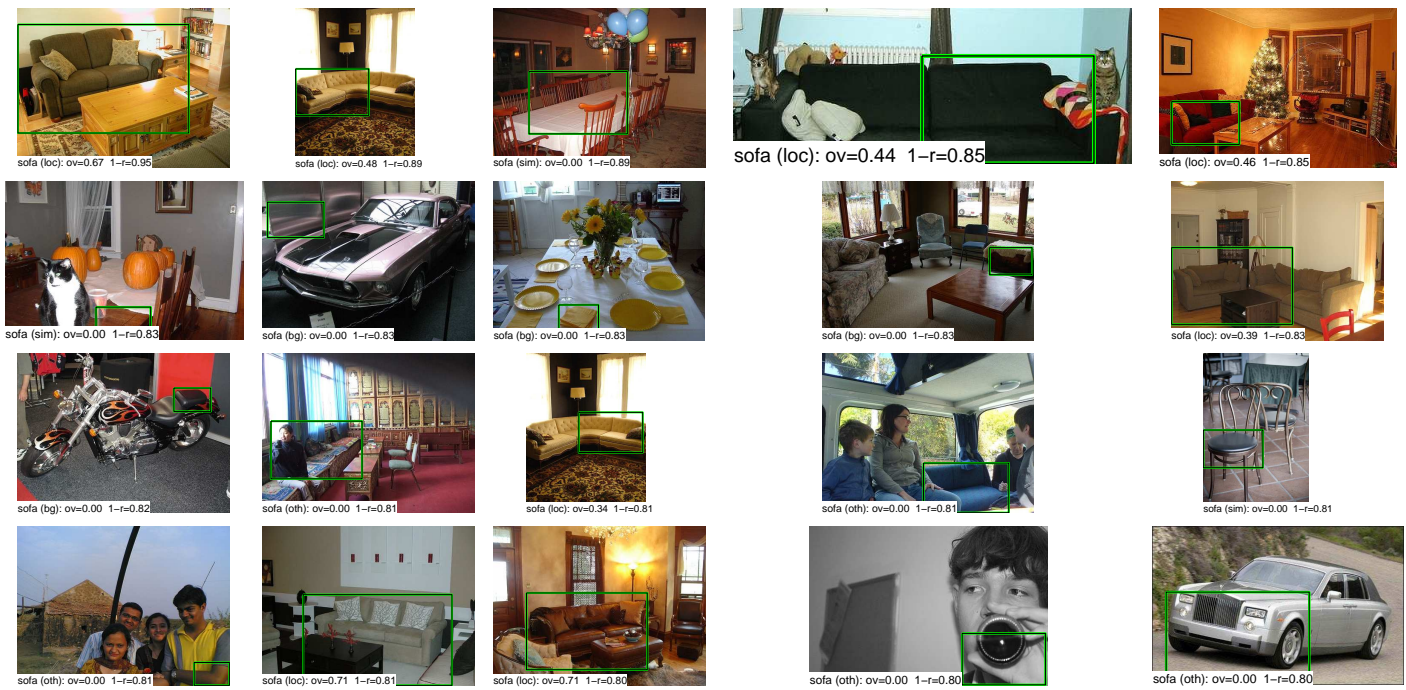 sofa (loc): ov=0.67 1−r=0.95
sofa (loc): ov=0.48 1−r=0.89
sofa (sim): ov=0.00 1−r=0.89
sofa (loc): ov=0.44 1−r=0.85
sofa (loc): ov=0.46 1−r=0.85
sofa (sim): ov=0.00 1−r=0.83
sofa (bg): ov=0.00 1−r=0.83
sofa (bg): ov=0.00 1−r=0.83
sofa (bg): ov=0.00 1−r=0.83
sofa (loc): ov=0.39 1−r=0.83
sofa (bg): ov=0.00 1−r=0.82
sofa (oth): ov=0.00 1−r=0.81
sofa (loc): ov=0.34 1−r=0.81
sofa (oth): ov=0.00 1−r=0.81
sofa (sim): ov=0.00 1−r=0.81
sofa (oth): ov=0.00 1−r=0.81
sofa (loc): ov=0.71 1−r=0.81
sofa (loc): ov=0.71 1−r=0.80
sofa (oth): ov=0.00 1−r=0.80
sofa (oth): ov=0.00 1−r=0.80